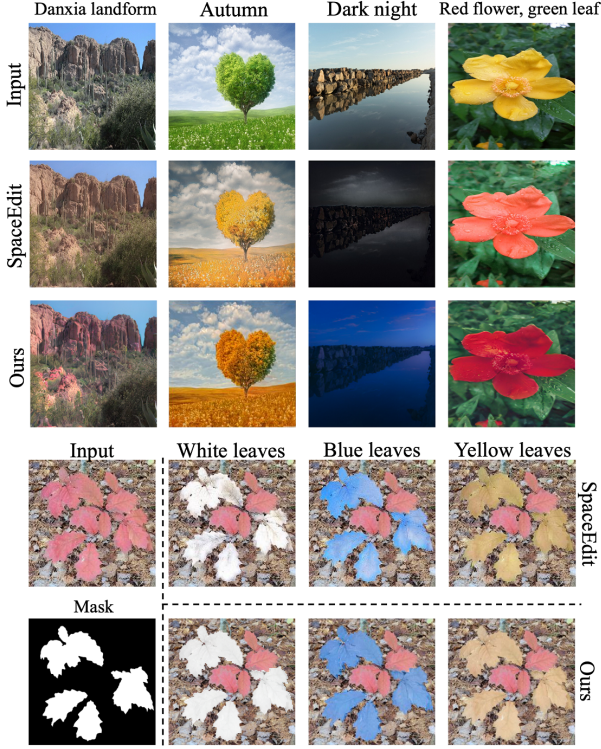 Danxia landform
Autumn
Dark night
Red flower, green leaf
Input
SpaceEdit
Ours
Input
White leaves
Blue leaves
Yellow leaves
SpaceEdit
Mask
Ours